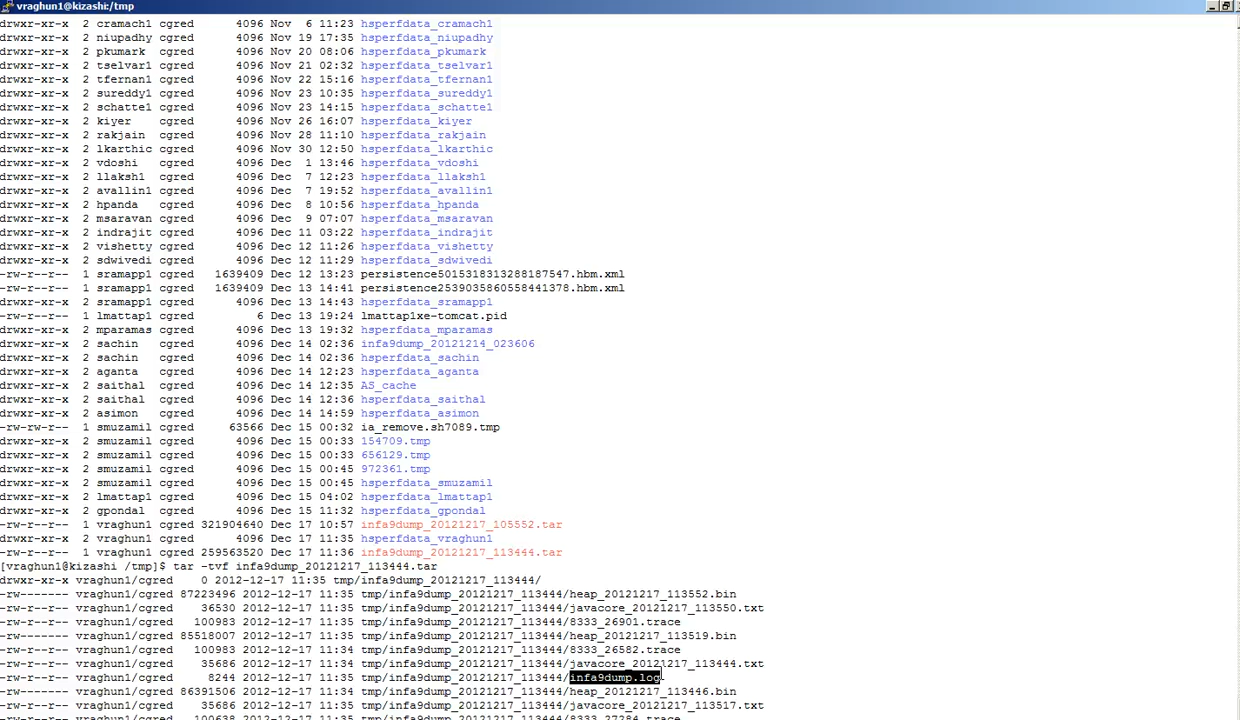 vraghun1@kizashi:/tmp
drwxr-xr-x 2 cramach1 cgred 4096 Nov 6 11:23 hsperfdata_cramach1
drwxr-xr-x 2 niupadhy cgred 4096 Nov 19 17:35 hsperfdata_niupadhy
drwxr-xr-x 2 pkumark cgred 4096 Nov 20 08:06 hsperfdata_pkumark
drwxr-xr-x 2 tselvar1 cgred 4096 Nov 21 02:32 hsperfdata_tselvar1
drwxr-xr-x 2 tfernan1 cgred 4096 Nov 22 15:16 hsperfdata_tfernan1
drwxr-xr-x 2 sureddy1 cgred 4096 Nov 23 10:35 hsperfdata_sureddy1
drwxr-xr-x 2 schatte1 cgred 4096 Nov 23 14:15 hsperfdata_schatte1
drwxr-xr-x 2 kiyer cgred 4096 Nov 26 16:07 hsperfdata_kiyer
drwxr-xr-x 2 rakjain cgred 4096 Nov 28 11:10 hsperfdata_rakjain
drwxr-xr-x 2 lkarthic cgred 4096 Nov 30 12:50 hsperfdata_lkarthic
drwxr-xr-x 2 vdoshi cgred 4096 Dec 1 13:46 hsperfdata_vdoshi
drwxr-xr-x 2 llaksh1 cgred 4096 Dec 7 12:23 hsperfdata_llaksh1
drwxr-xr-x 2 avallin1 cgred 4096 Dec 7 19:52 hsperfdata_avallin1
drwxr-xr-x 2 hpanda cgred 4096 Dec 8 10:56 hsperfdata_hpanda
drwxr-xr-x 2 msaravan cgred 4096 Dec 9 07:07 hsperfdata_msaravan
drwxr-xr-x 2 indrajit cgred 4096 Dec 11 03:22 hsperfdata_indrajit
drwxr-xr-x 2 vishetty cgred 4096 Dec 12 11:26 hsperfdata_vishetty
drwxr-xr-x 2 sdwivedi cgred 4096 Dec 12 11:29 hsperfdata_sdwivedi
-rw-r--r-- 1 sramapp1 cgred 1639409 Dec 12 13:23 persistence5015318313288187547.hbm.xml
-rw-r--r-- 1 sramapp1 cgred 1639409 Dec 13 14:41 persistence2539035860558441378.hbm.xml
drwxr-xr-x 2 sramapp1 cgred 4096 Dec 13 14:43 hsperfdata_sramapp1
-rw-r--r-- 1 lmattap1 cgred 6 Dec 13 19:24 lmattap1xe-tomcat.pid
drwxr-xr-x 2 mparamas cgred 4096 Dec 13 19:32 hsperfdata_mparamas
drwxr-xr-x 2 sachin cgred 4096 Dec 14 02:36 infa9dump_20121214_023606
drwxr-xr-x 2 sachin cgred 4096 Dec 14 02:36 hsperfdata_sachin
drwxr-xr-x 2 aganta cgred 4096 Dec 14 12:23 hsperfdata_aganta
drwxr-xr-x 2 saithal cgred 4096 Dec 14 12:35 AS_cache
drwxr-xr-x 2 saithal cgred 4096 Dec 14 12:36 hsperfdata_saithal
drwxr-xr-x 2 asimon cgred 4096 Dec 14 14:59 hsperfdata_asimon
-rw-rw-r-- 1 smuzamil cgred 63566 Dec 15 00:32 ia_remove.sh7089.tmp
drwxr-xr-x 2 smuzamil cgred 4096 Dec 15 00:33 154709.tmp
drwxr-xr-x 2 smuzamil cgred 4096 Dec 15 00:33 656129.tmp
drwxr-xr-x 2 smuzamil cgred 4096 Dec 15 00:45 972361.tmp
drwxr-xr-x 2 smuzamil cgred 4096 Dec 15 00:45 hsperfdata_smuzamil
drwxr-xr-x 2 lmattap1 cgred 4096 Dec 15 04:02 hsperfdata_lmattap1
drwxr-xr-x 2 gpondal cgred 4096 Dec 15 11:32 hsperfdata_gpondal
-rw-r--r-- 1 vraghun1 cgred 321904640 Dec 17 10:57 infa9dump_20121217_105552.tar
drwxr-xr-x 2 vraghun1 cgred 4096 Dec 17 11:35 hsperfdata_vraghun1
-rw-r--r-- 1 vraghun1 cgred 259563520 Dec 17 11:36 infa9dump_20121217_113444.tar
[vraghun1@kizashi /tmp]$ tar -tvf infa9dump_20121217_113444.tar
drwxr-xr-x vraghun1/cgred 0 2012-12-17 11:35 tmp/infa9dump_20121217_113444/
-rw------- vraghun1/cgred 87223496 2012-12-17 11:35 tmp/infa9dump_20121217_113444/heap_20121217_113552.bin
-rw-r--r-- vraghun1/cgred 36530 2012-12-17 11:35 tmp/infa9dump_20121217_113444/javacore_20121217_113550.txt
-rw-r--r-- vraghun1/cgred 100983 2012-12-17 11:35 tmp/infa9dump_20121217_113444/8333_26901.trace
-rw------- vraghun1/cgred 85518007 2012-12-17 11:35 tmp/infa9dump_20121217_113444/heap_20121217_113519.bin
-rw-r--r-- vraghun1/cgred 100983 2012-12-17 11:34 tmp/infa9dump_20121217_113444/8333_26582.trace
-rw-r--r-- vraghun1/cgred 35686 2012-12-17 11:34 tmp/infa9dump_20121217_113444/javacore_20121217_113444.txt
-rw-r--r-- vraghun1/cgred 8244 2012-12-17 11:35 tmp/infa9dump_20121217_113444/infa9dump.log
-rw------- vraghun1/cgred 86391506 2012-12-17 11:34 tmp/infa9dump_20121217_113444/heap_20121217_113446.bin
-rw-r--r-- vraghun1/cgred 35686 2012-12-17 11:35 tmp/infa9dump_20121217_113444/javacore_20121217_113517.txt
-rw-r--r-- vraghun1/cgred 100638 2012-12-17 11:35 tmp/infa9dump_20121217_113444/8333_27284.trace